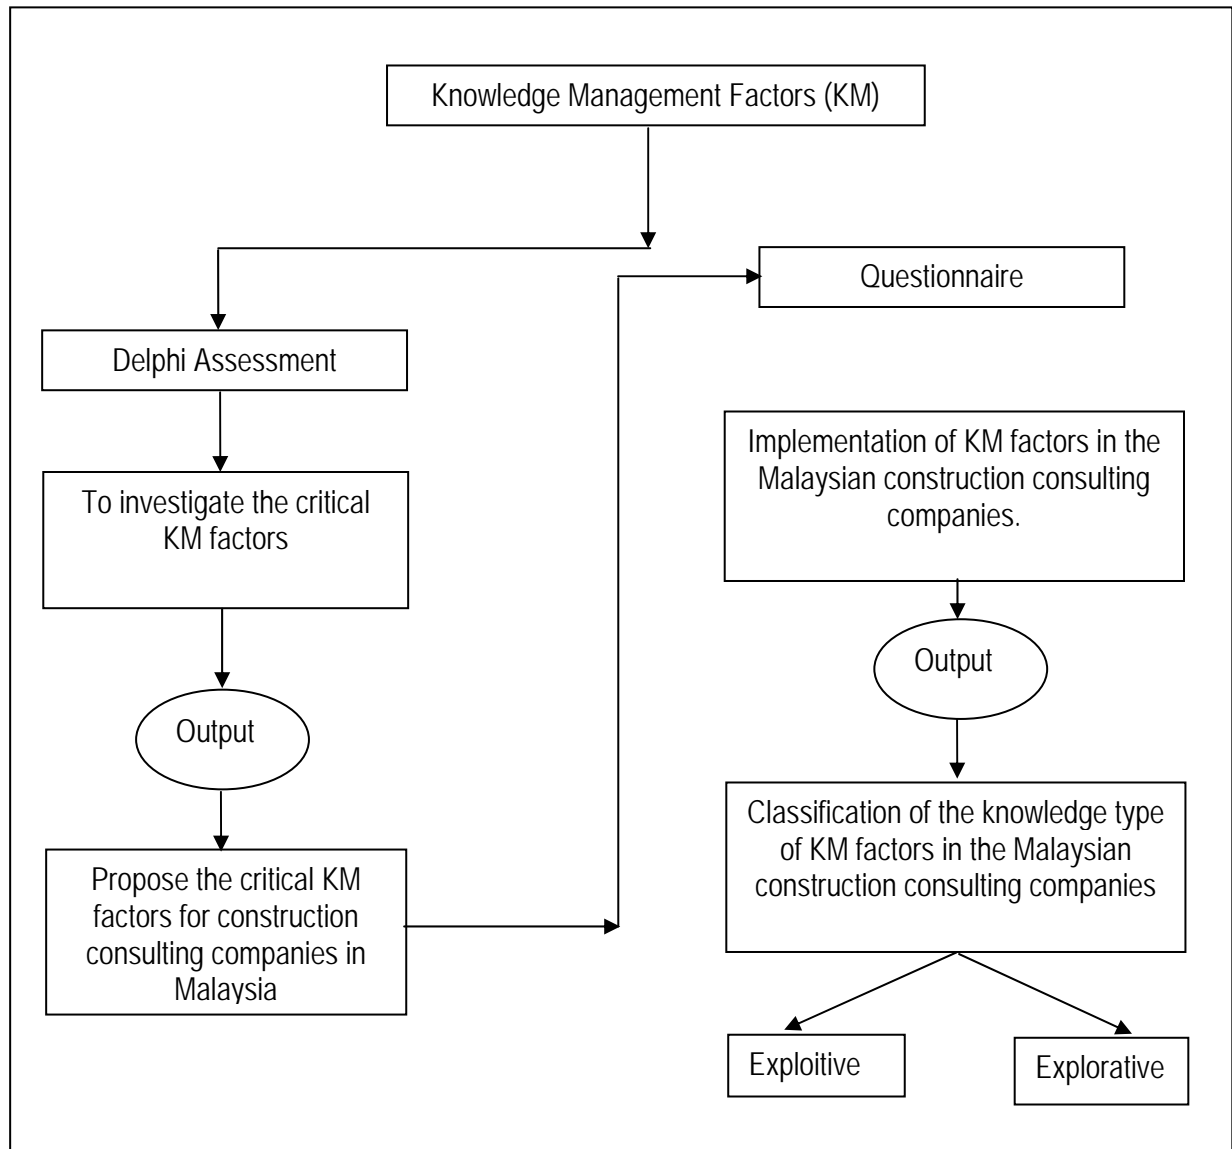 Knowledge Management Factors (KM)
Delphi Assessment
To investigate the critical
KM factors
Output
Propose the critical KM
factors for construction
consulting companies in
Malaysia
Questionnaire
Implementation of KM factors in the
Malaysian construction consulting
companies.
Output
Classification of the knowledge type
of KM factors in the Malaysian
construction consulting companies
Exploitive
Explorative